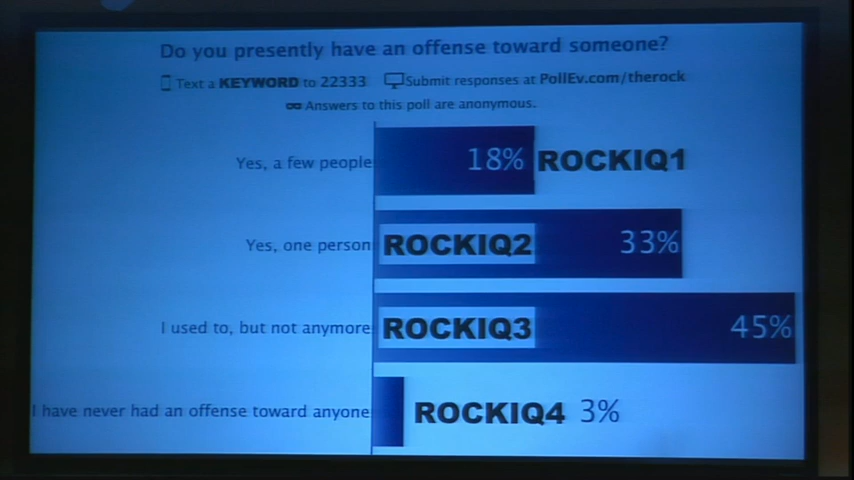 Do you presently have an offense toward someone?
Text a KEYWORD to 22333 Submit responses at PollEv.com/therock
Answers to this poll are anonymous.
Yes, a few people 18% ROCKIQ1
Yes, one person ROCKIQ2 33%
I used to, but not anymore ROCKIQ3 45%
I have never had an offense toward anyone ROCKIQ4 3%